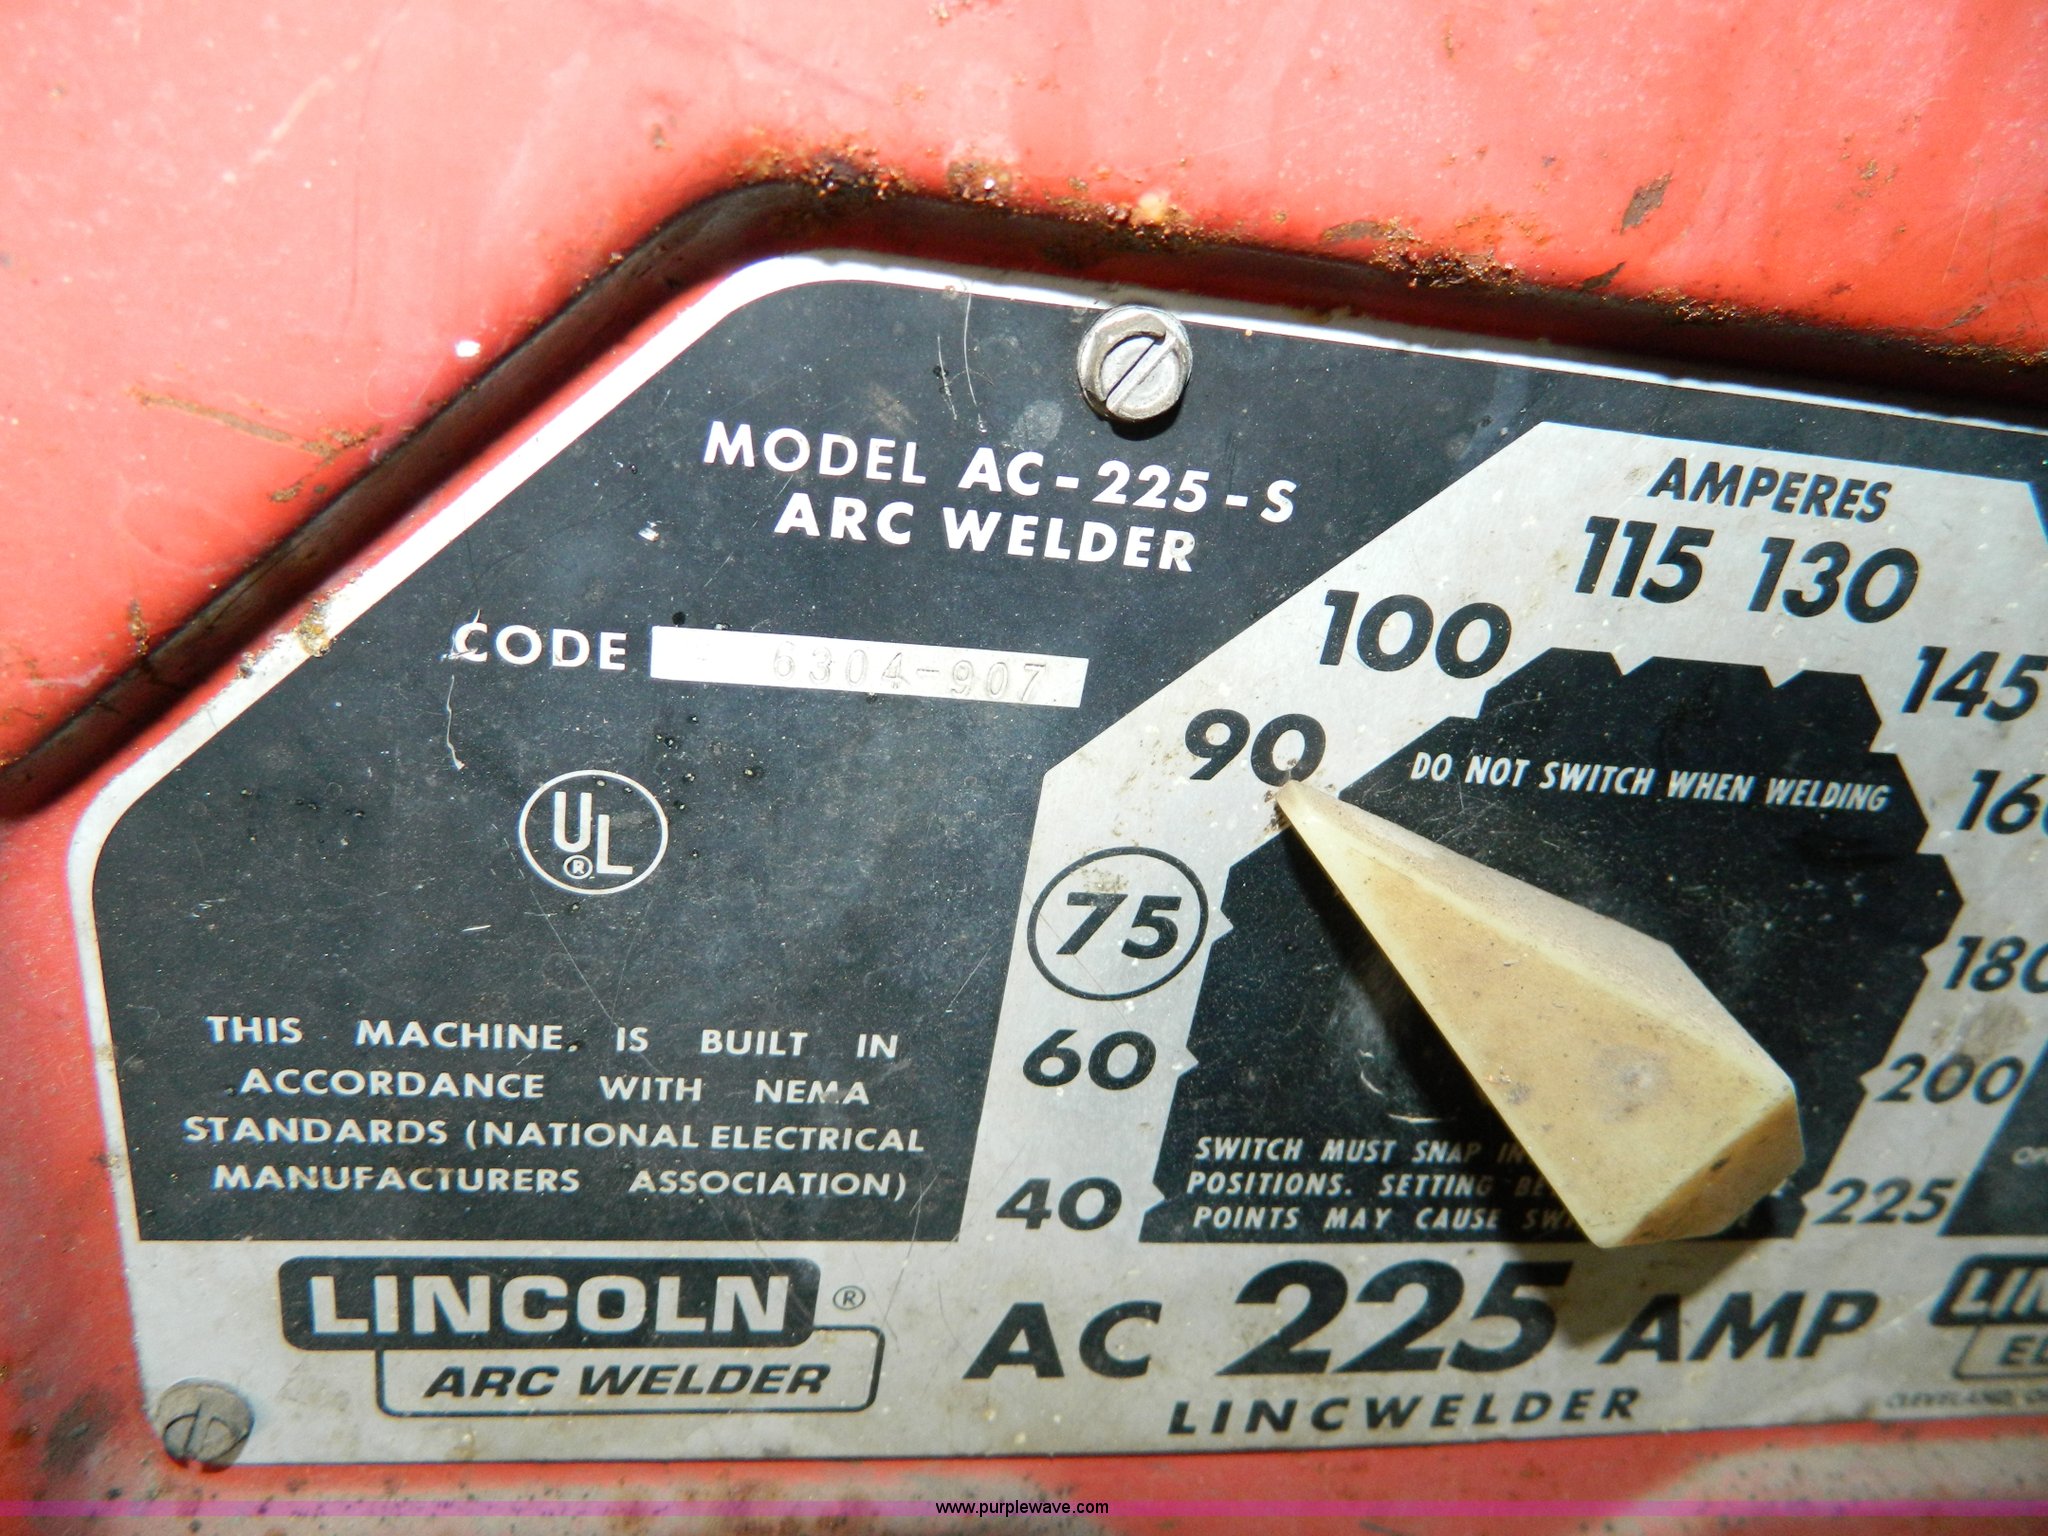 MODEL AC-225-S
ARC WELDER
CODE 6304-907
UL
®
THIS MACHINE IS BUILT IN
ACCORDANCE WITH NEMA
STANDARDS (NATIONAL ELECTRICAL
MANUFACTURERS ASSOCIATION)
LINCOLN ®
ARC WELDER
AMPERES
40
60
75
90
100
115
130
145
160
180
200
225
DO NOT SWITCH WHEN WELDING
SWITCH MUST SNAP
POSITIONS. SETTING
POINTS MAY CAUSE
AC 225 AMP
LINCWELDER
www.purplewave.com